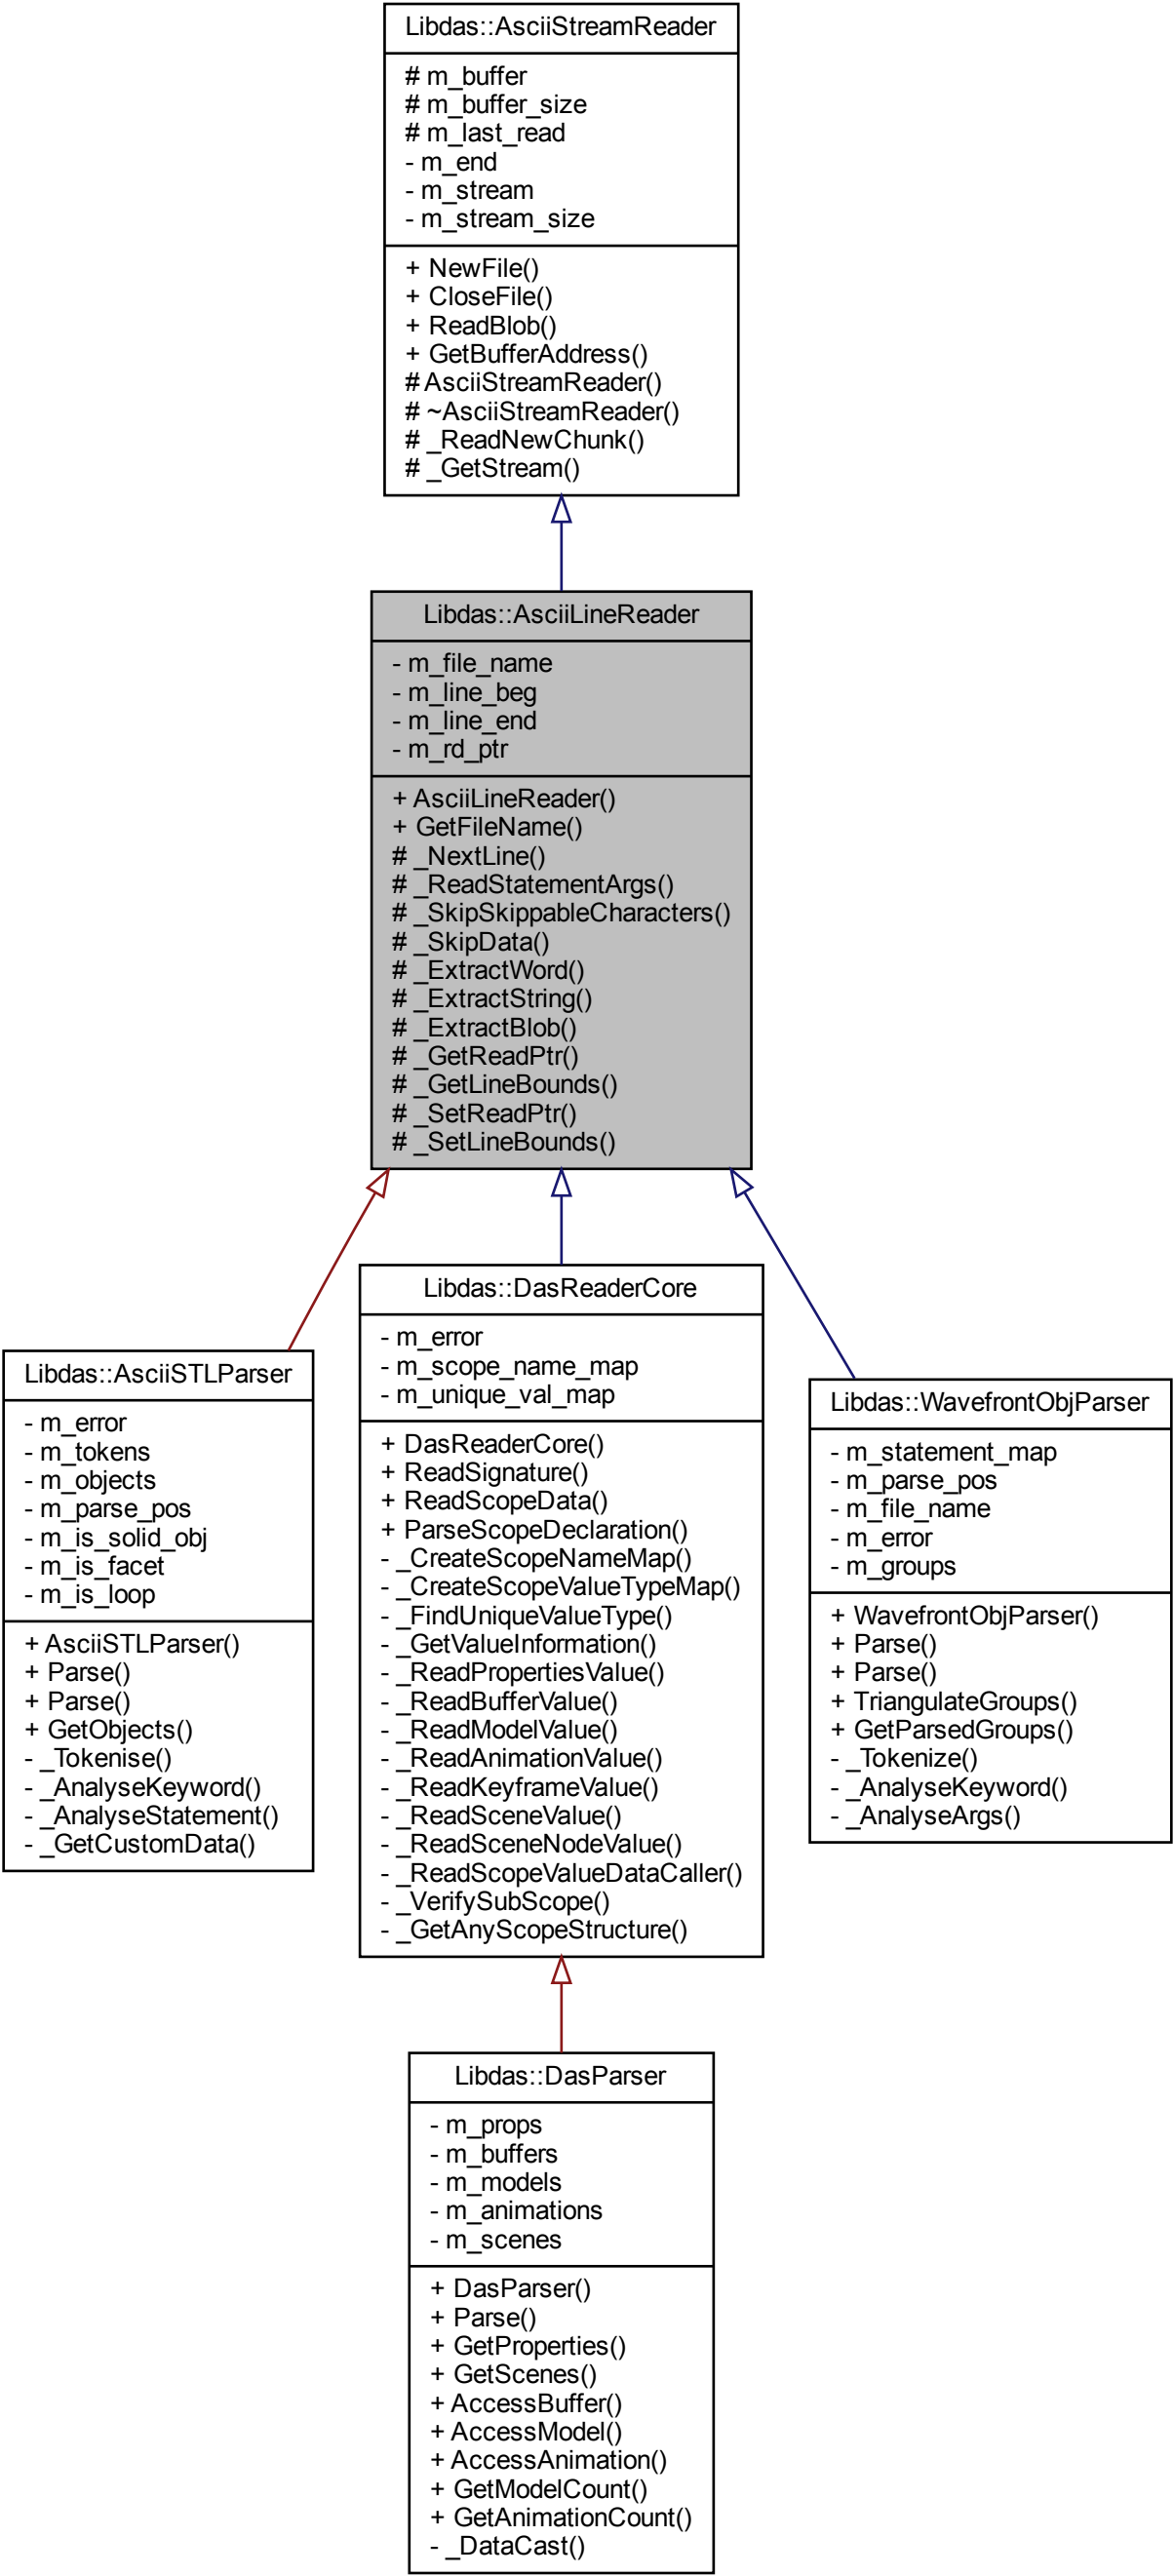 Libdas::AsciiStreamReader
# m_buffer
# m_buffer_size
# m_last_read
- m_end
- m_stream
- m_stream_size
+ NewFile()
+ CloseFile()
+ ReadBlob()
+ GetBufferAddress()
# AsciiStreamReader()
# ~AsciiStreamReader()
# _ReadNewChunk()
# _GetStream()
Libdas::AsciiLineReader
- m_file_name
- m_line_beg
- m_line_end
- m_rd_ptr
+ AsciiLineReader()
+ GetFileName()
# _NextLine()
# _ReadStatementArgs()
# _SkipSkippableCharacters()
# _SkipData()
# _ExtractWord()
# _ExtractString()
# _ExtractBlob()
# _GetReadPtr()
# _GetLineBounds()
# _SetReadPtr()
# _SetLineBounds()
Libdas::AsciiSTLParser
- m_error
- m_tokens
- m_objects
- m_parse_pos
- m_is_solid_obj
- m_is_facet
- m_is_loop
+ AsciiSTLParser()
+ Parse()
+ Parse()
+ GetObjects()
- _Tokenise()
- _AnalyseKeyword()
- _AnalyseStatement()
- _GetCustomData()
Libdas::DasReaderCore
- m_error
- m_scope_name_map
- m_unique_val_map
+ DasReaderCore()
+ ReadSignature()
+ ReadScopeData()
+ ParseScopeDeclaration()
- _CreateScopeNameMap()
- _CreateScopeValueTypeMap()
- _FindUniqueValueType()
- _GetValueInformation()
- _ReadPropertiesValue()
- _ReadBufferValue()
- _ReadModelValue()
- _ReadAnimationValue()
- _ReadKeyframeValue()
- _ReadSceneValue()
- _ReadSceneNodeValue()
- _ReadScopeValueDataCaller()
- _VerifySubScope()
- _GetAnyScopeStructure()
Libdas::WavefrontObjParser
- m_statement_map
- m_parse_pos
- m_file_name
- m_error
- m_groups
+ WavefrontObjParser()
+ Parse()
+ Parse()
+ TriangulateGroups()
+ GetParsedGroups()
- _Tokenize()
- _AnalyseKeyword()
- _AnalyseArgs()
Libdas::DasParser
- m_props
- m_buffers
- m_models
- m_animations
- m_scenes
+ DasParser()
+ Parse()
+ GetProperties()
+ GetScenes()
+ AccessBuffer()
+ AccessModel()
+ AccessAnimation()
+ GetModelCount()
+ GetAnimationCount()
- _DataCast()